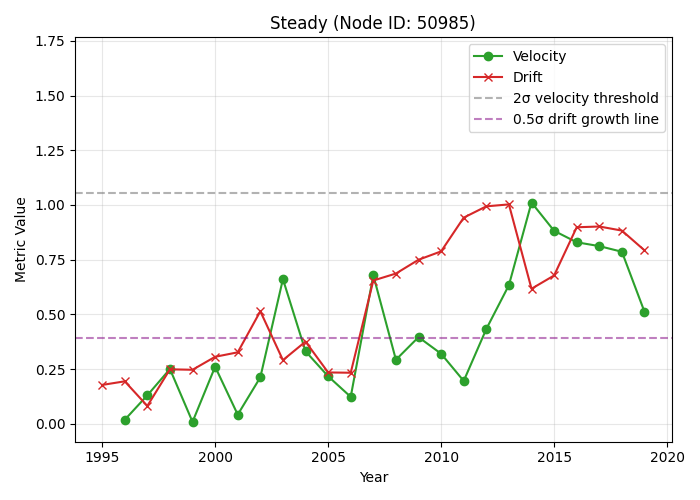 Steady (Node ID: 50985)
Velocity
Drift
2σ velocity threshold
0.5σ drift growth line
Metric Value
1.75
1.50
1.25
1.00
0.75
0.50
0.25
0.00
1995 2000 2005 2010 2015 2020
Year